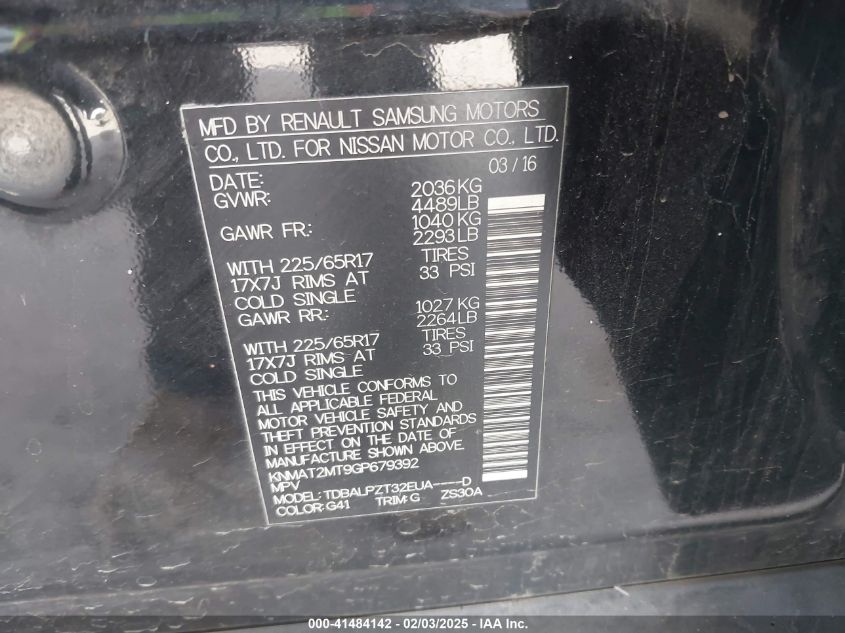 MFD BY RENAULT SAMSUNG MOTORS
CO., LTD. FOR NISSAN MOTOR CO., LTD.
DATE: 03 / 16
GVWR: 2036KG
4489LB
GAWR FR: 1040 KG
2293LB
WITH 225/65R17 TIRES
17X7J RIMS AT 33 PSI
COLD SINGLE
GAWR RR: 1027 KG
2264LB
WITH 225/65R17 TIRES
17X7J RIMS AT 33 PSI
COLD SINGLE
THIS VEHICLE CONFORMS TO
ALL APPLICABLE FEDERAL
MOTOR VEHICLE SAFETY AND
THEFT PREVENTION STANDARDS
IN EFFECT ON THE DATE OF
MANUFACTURE SHOWN ABOVE.
KNMAT2MT9GP679392
MPV
MODEL: TDBALPZT32EUA----D
COLOR: G41 TRIM: G ZS30A
000-41484142 - 02/03/2025 - IAA Inc.